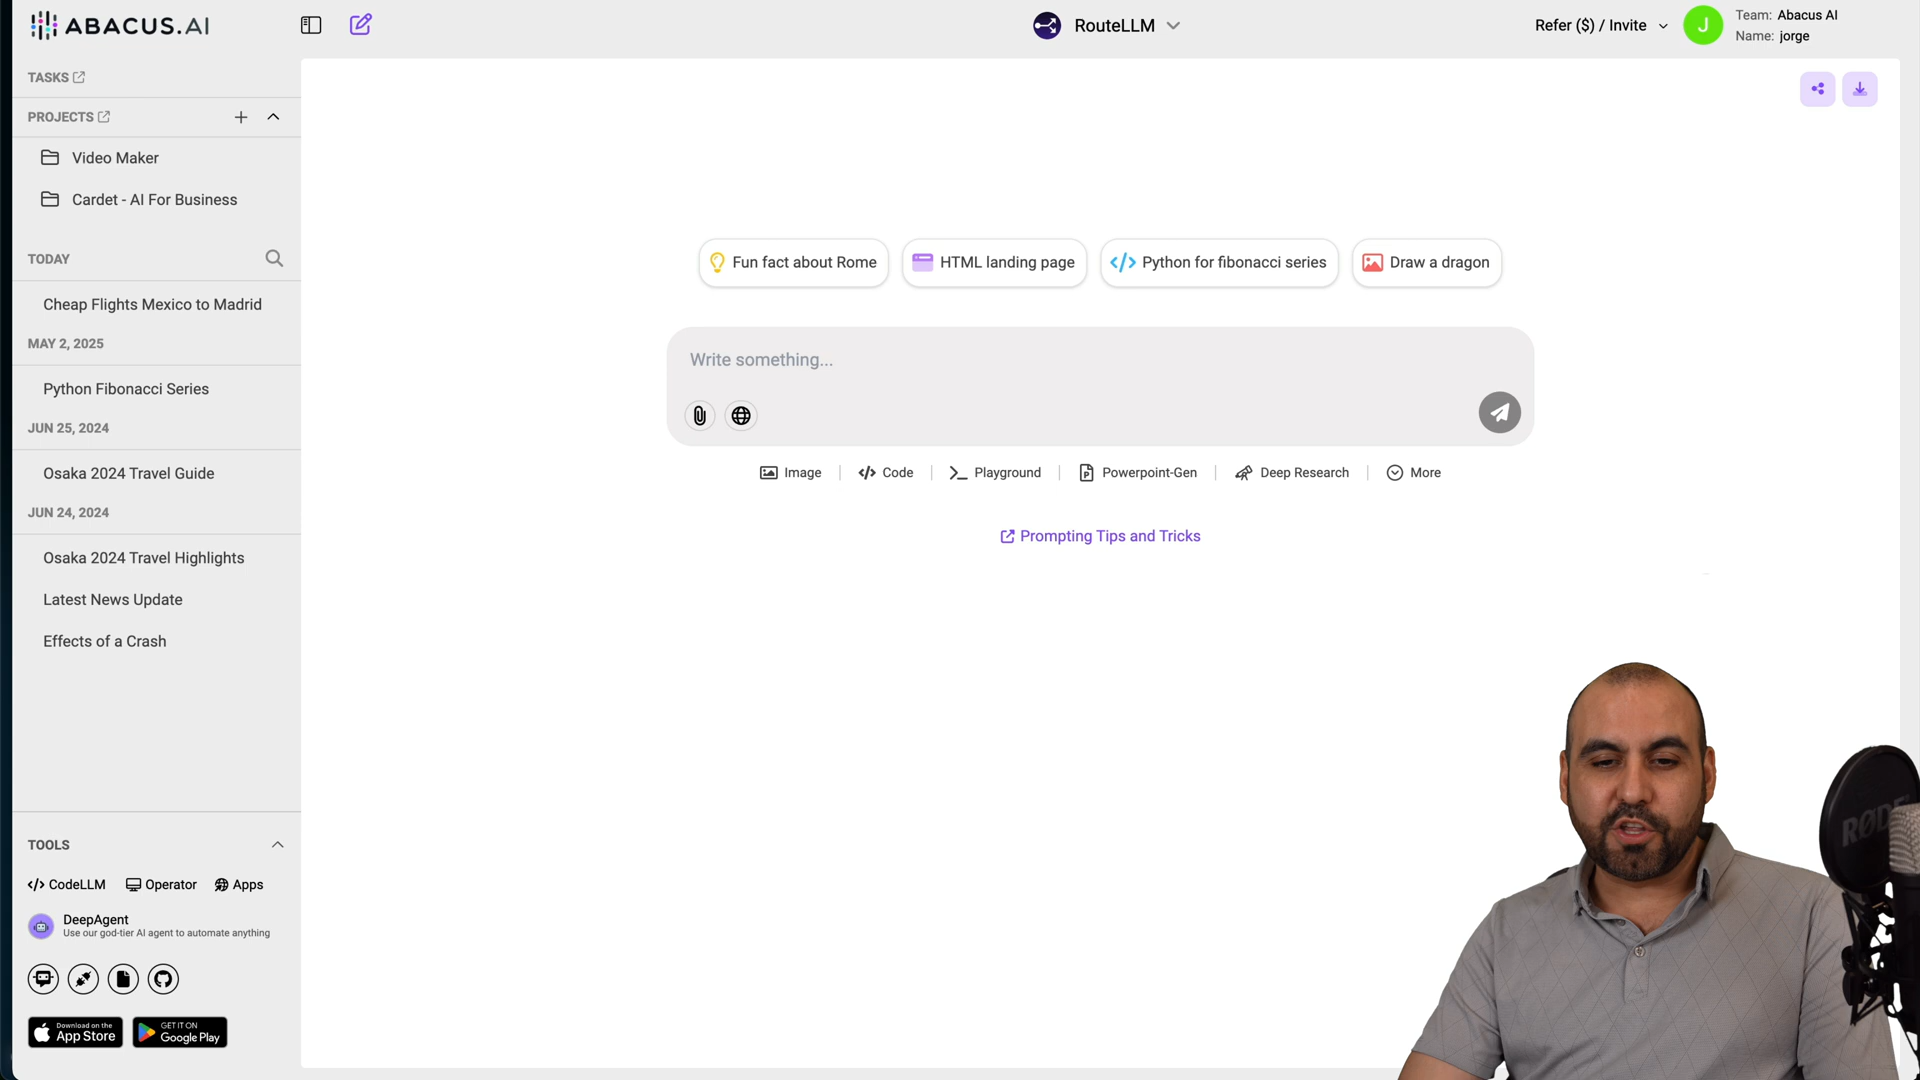 ABACUS.AI
RouteLLM
Refer ($) / Invite
J
Team: Abacus AI
Name: jorge
TASKS
PROJECTS
Video Maker
Cardet - AI For Business
TODAY
Cheap Flights Mexico to Madrid
MAY 2, 2025
Python Fibonacci Series
JUN 25, 2024
Osaka 2024 Travel Guide
JUN 24, 2024
Osaka 2024 Travel Highlights
Latest News Update
Effects of a Crash
Fun fact about Rome
HTML landing page
Python for fibonacci series
Draw a dragon
Write something...
Image
Code
Playground
Powerpoint-Gen
Deep Research
More
Prompting Tips and Tricks
TOOLS
CodeLLM
Operator
Apps
DeepAgent
Use our god-tier AI agent to automate anything
Download on the
App Store
GET IT ON
Google Play
RØDE